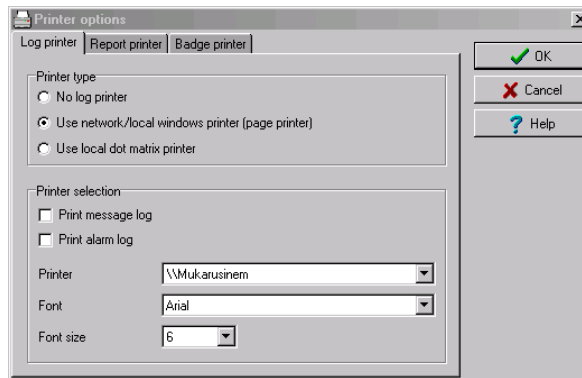 Printer options
Log printer Report printer Badge printer
OK
Cancel
Help
Printer type
No log printer
Use network/local windows printer (page printer)
Use local dot matrix printer
Printer selection
Print message log
Print alarm log
Printer \\Mukarusinem
Font Arial
Font size 6